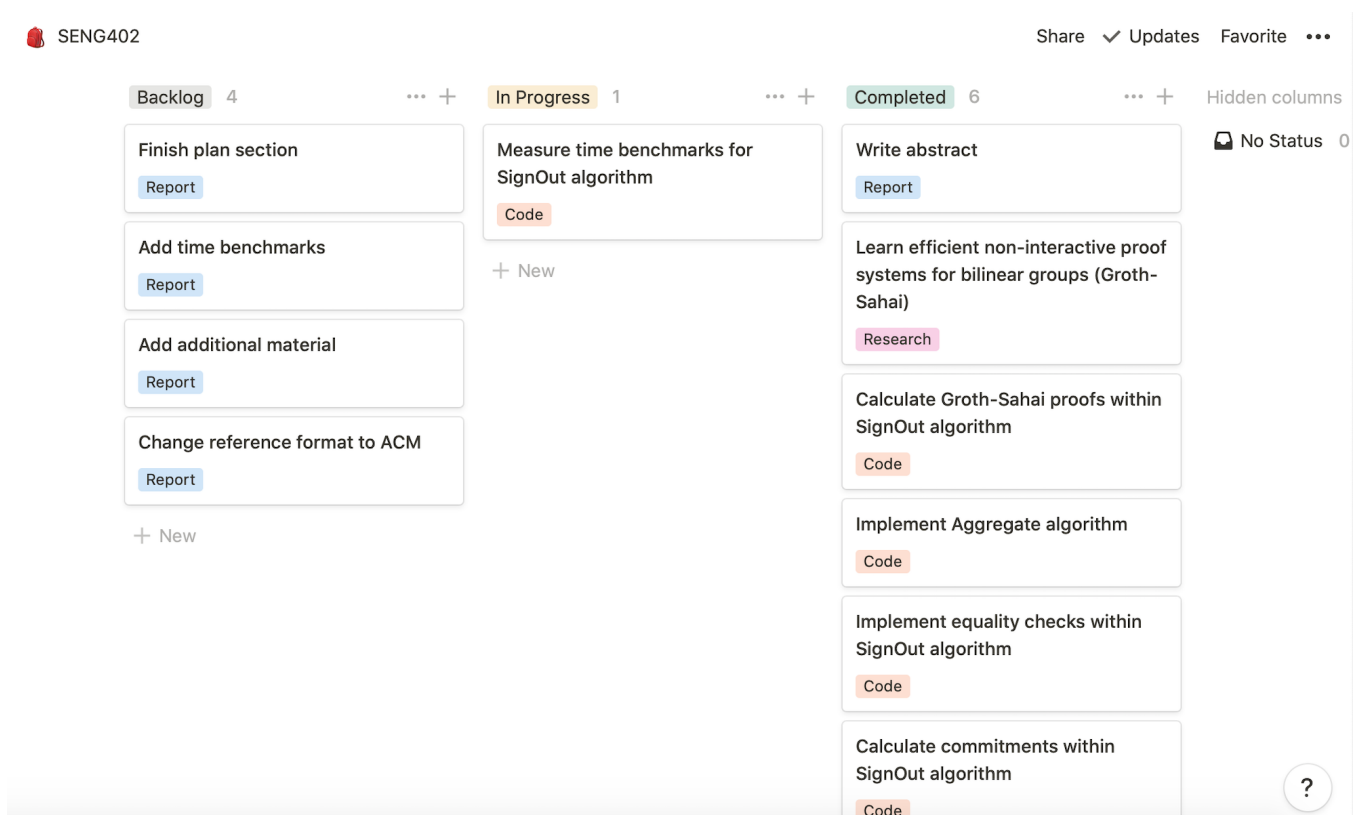 SENG402
Share
Updates
Favorite
Backlog 4
Finish plan section
Report
Add time benchmarks
Report
Add additional material
Report
Change reference format to ACM
Report
New
In Progress 1
Measure time benchmarks for
SignOut algorithm
Code
New
Completed 6
Write abstract
Report
Learn efficient non-interactive proof
systems for bilinear groups (Groth-
Sahai)
Research
Calculate Groth-Sahai proofs within
SignOut algorithm
Code
Implement Aggregate algorithm
Code
Implement equality checks within
SignOut algorithm
Code
Calculate commitments within
SignOut algorithm
Code
Hidden columns
No Status 0
?